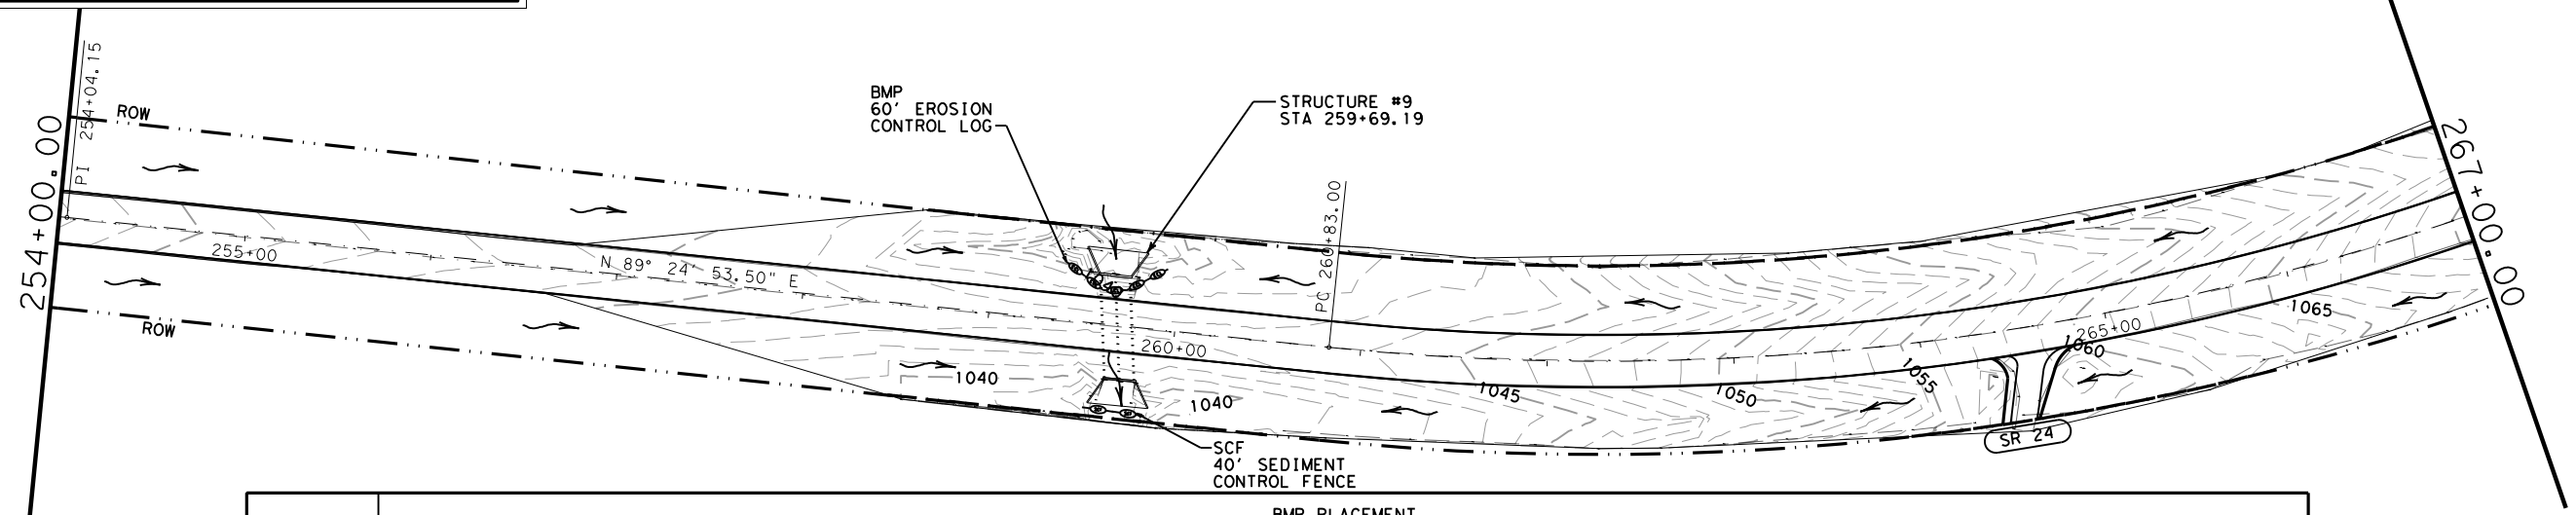 254+00.00
PI 254+04.15
ROW
BMP
60' EROSION
CONTROL LOG
STRUCTURE #9
STA 259+69.19
255+00
N 89° 24' 53.50" E
ROW
1040
260+00
1040
PC 260+83.00
SCF
40' SEDIMENT
CONTROL FENCE
1045
1050
1055
SR 24
1060
265+00
1065
267+00.00
BMP PLACEMENT